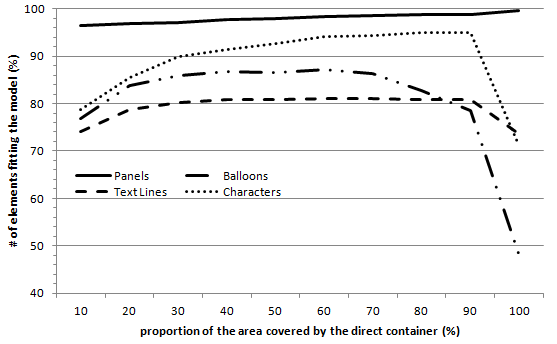 # of elements fitting the model (%)
100
90
80
70
60
50
40
Panels Balloons
Text Lines Characters
10 20 30 40 50 60 70 80 90 100
proportion of the area covered by the direct container (%)